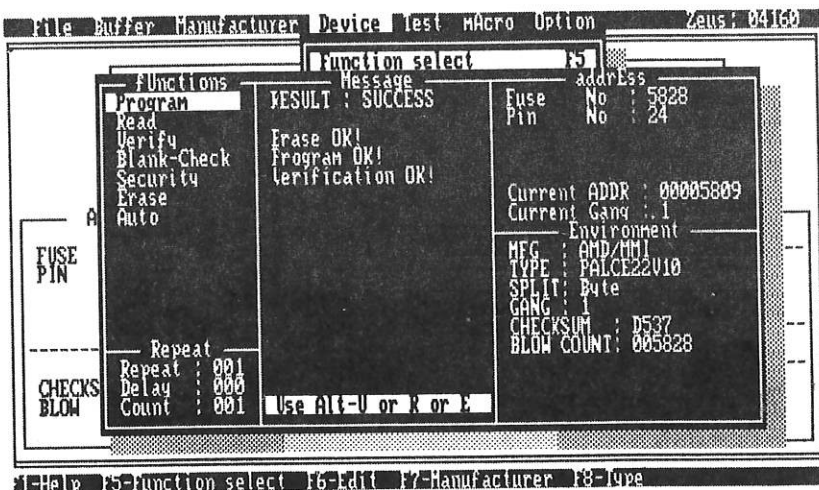 File Buffer Manufacturer Device Test mAcro Option Zeus: 04160
Function select F5
fUnctions
Program
Read
Verify
Blank-Check
Security
Erase
Auto
Repeat
Repeat : 001
Delay : 000
Count : 001
Message
RESULT : SUCCESS
Erase OK!
Program OK!
Verification OK!
Use Alt-U or R or E
addrEss
Fuse No : 5828
Pin No : 24
Current ADDR : 00005809
Current Gang : 1
Environment
MFG : AMD/MMI
TYPE : PALCE22V10
SPLIT: Byte
GANG : 1
CHECKSUM : D537
BLOW COUNT: 005828
A
FUSE
PIN
CHECKS
BLOW
F1-Help F5-Function select F6-Edit F7-Manufacturer F8-Type